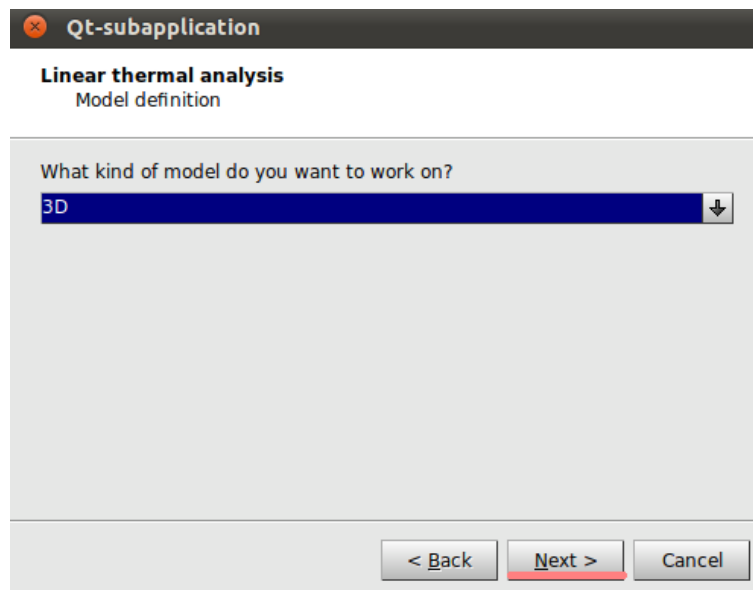 Qt-subapplication
Linear thermal analysis
Model definition
What kind of model do you want to work on?
3D
< Back Next > Cancel